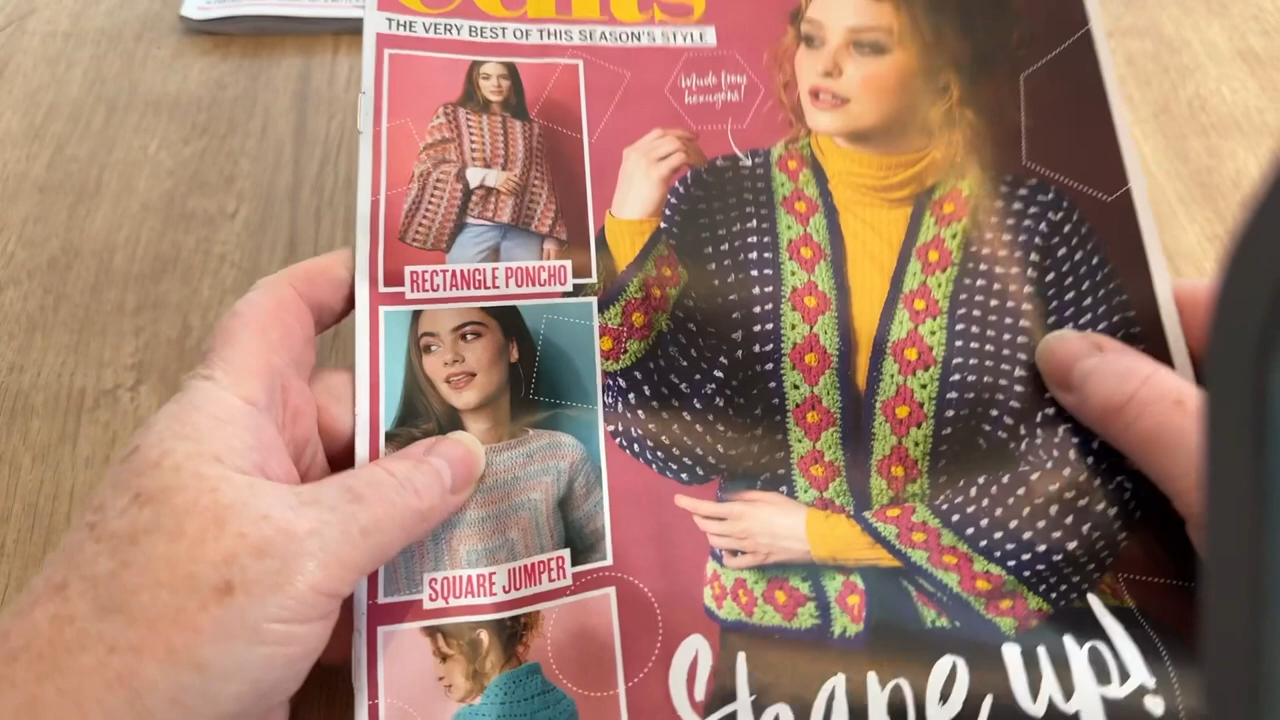 THE VERY BEST OF THIS SEASON'S STYLE
Made from
hexagons!
RECTANGLE PONCHO
SQUARE JUMPER
Shape up!